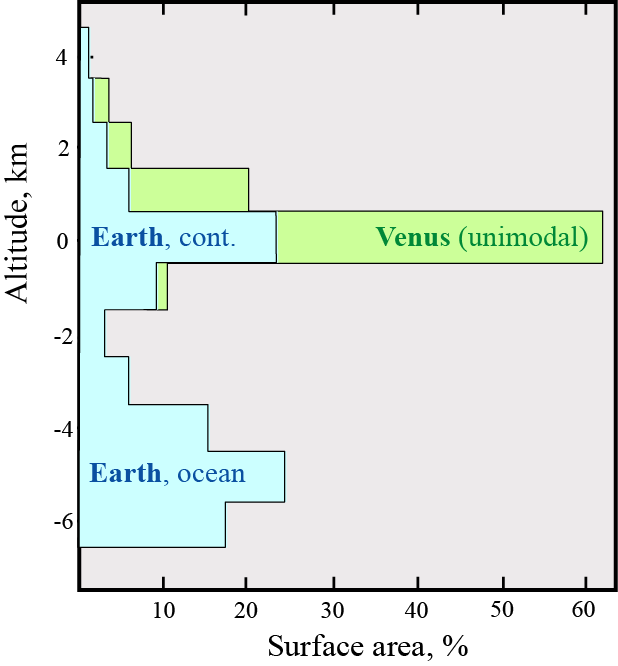 4
2
0
-2
-4
-6
Altitude, km
Earth, cont.
Venus (unimodal)
Earth, ocean
10
20
30
40
50
60
Surface area, %